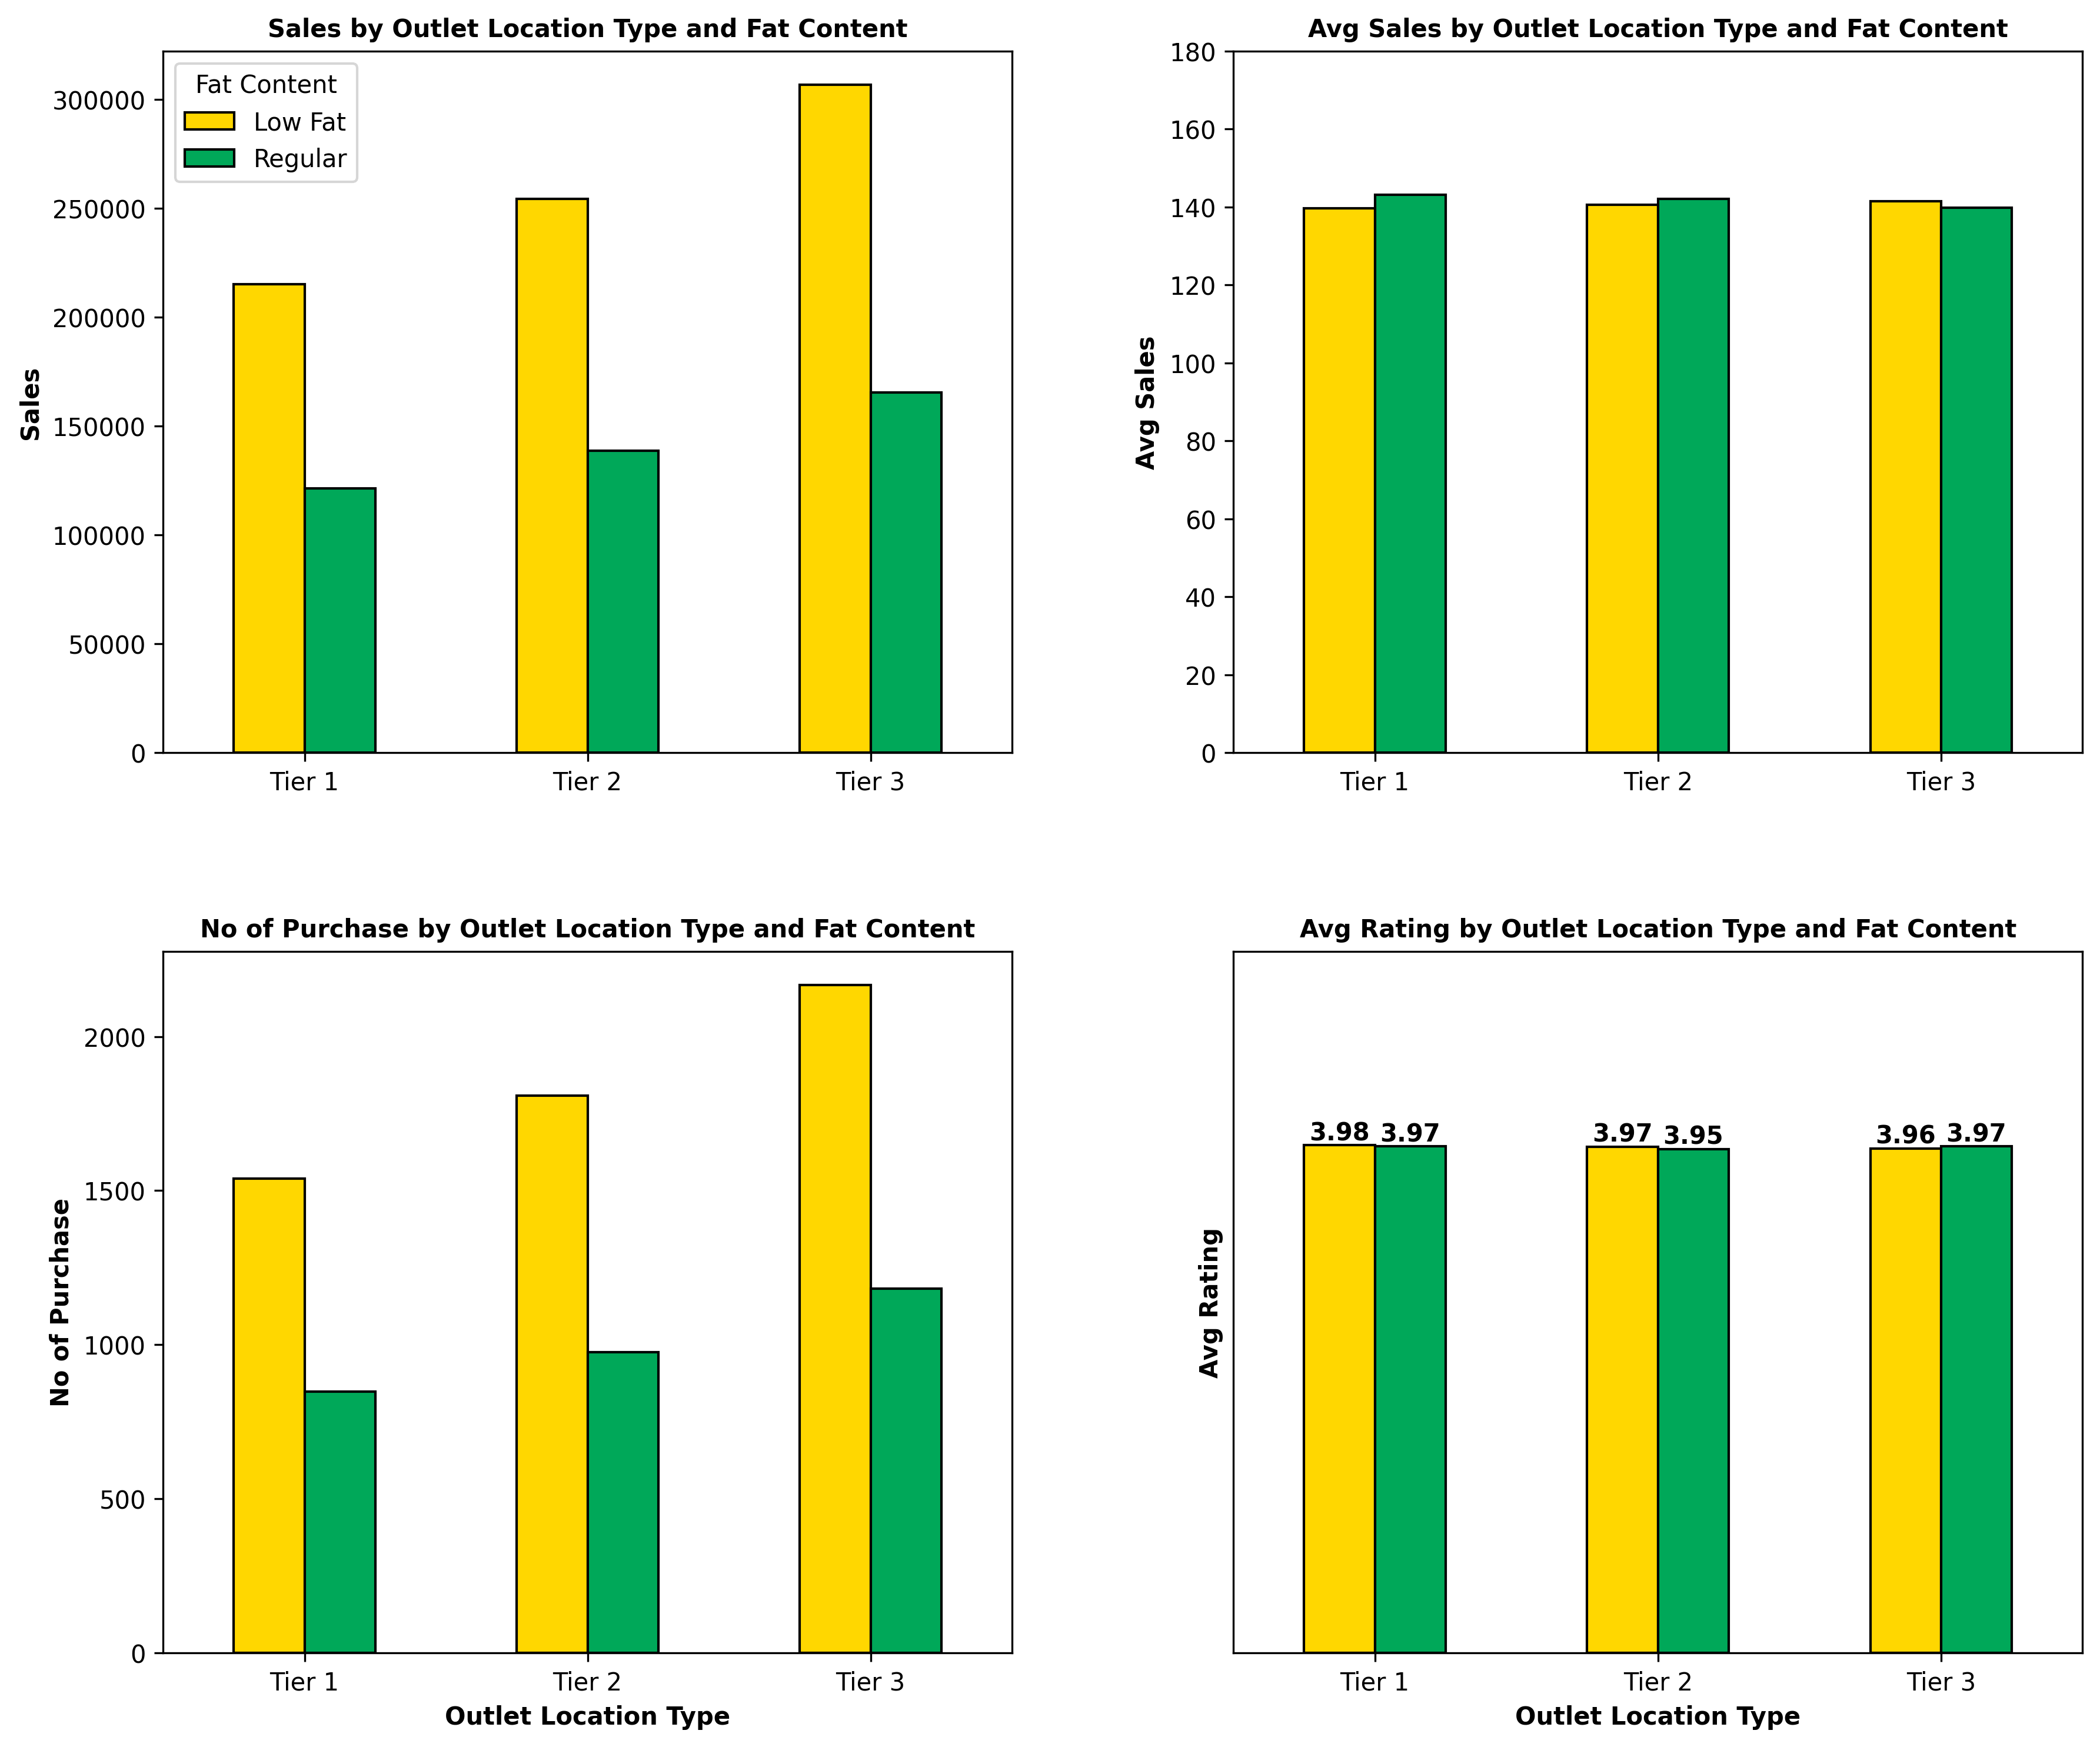 Sales by Outlet Location Type and Fat Content
Fat Content
Low Fat
Regular
300000
250000
200000
150000
100000
50000
0
Sales
Tier 1 Tier 2 Tier 3
Avg Sales by Outlet Location Type and Fat Content
180
160
140
120
100
80
60
40
20
0
Avg Sales
Tier 1 Tier 2 Tier 3
No of Purchase by Outlet Location Type and Fat Content
2000
1500
1000
500
0
No of Purchase
Tier 1 Tier 2 Tier 3
Outlet Location Type
Avg Rating by Outlet Location Type and Fat Content
3.98 3.97 3.97 3.95 3.96 3.97
Avg Rating
Tier 1 Tier 2 Tier 3
Outlet Location Type